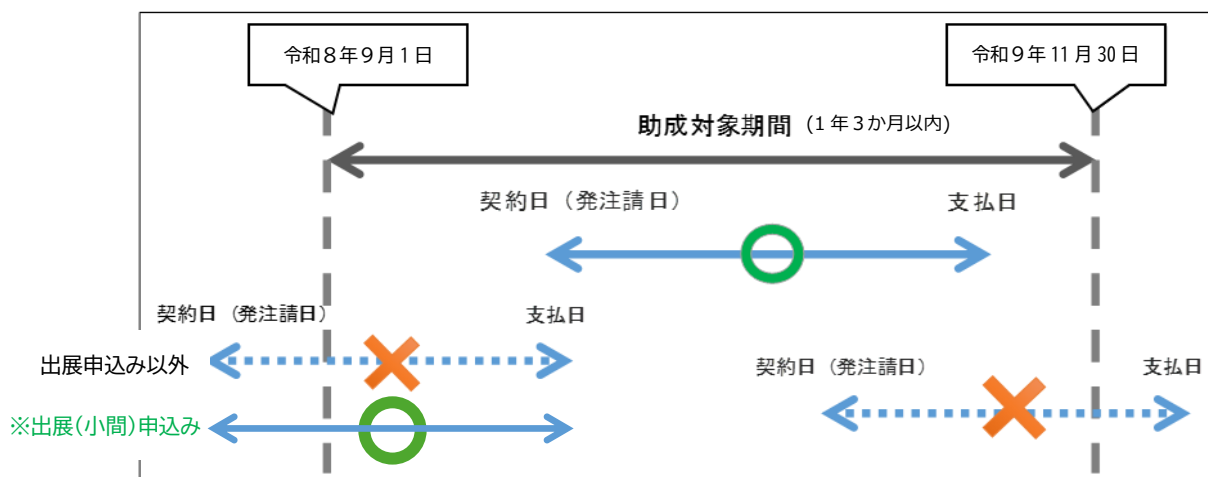 令和８年９月１日
令和９年 11 月 30 日
助成対象期間 (１年３か月以内)
契約日（発注請日）
支払日
契約日（発注請日）
支払日
出展申込み以外
契約日（発注請日）
支払日
※出展(小間)申込み